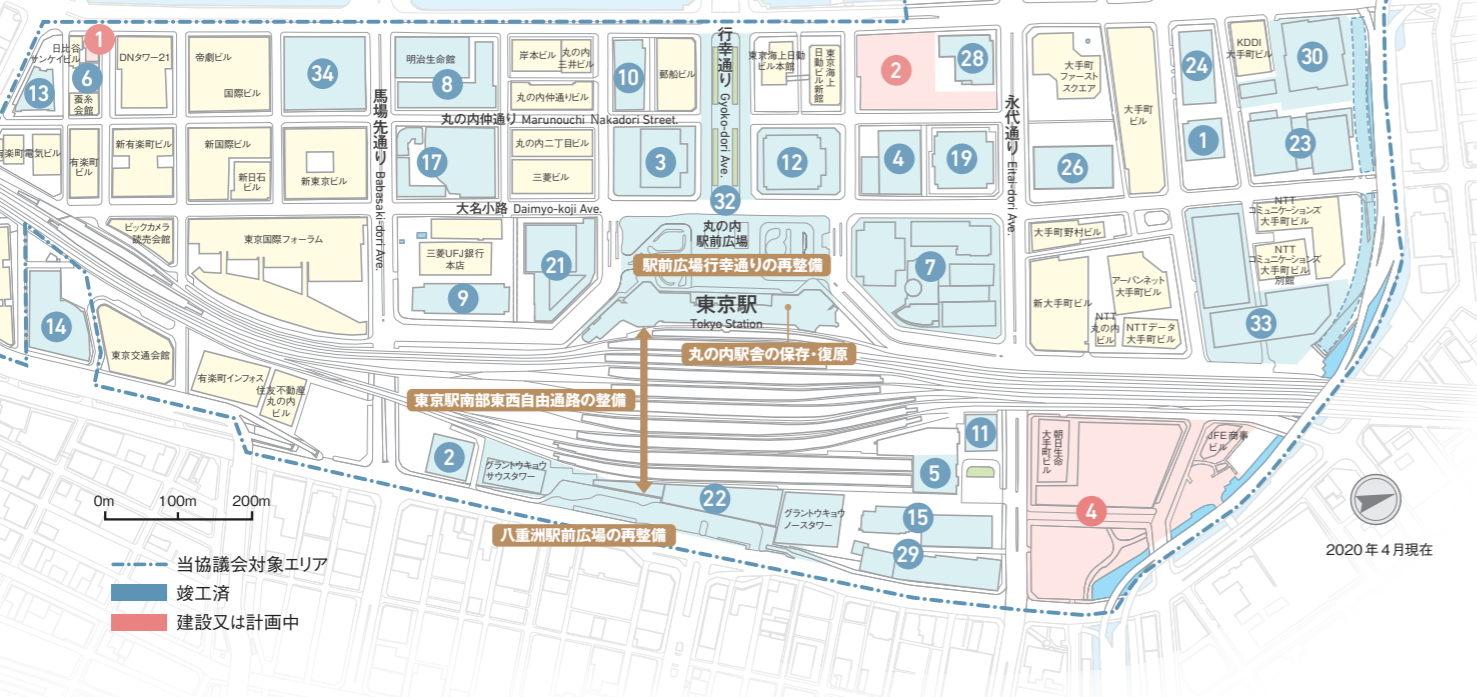 1
日比谷
サンケイビル
6
蚕糸
会館
13
DNタワー21
帝劇ビル
国際ビル
34
馬場先通り Babasaki-dori Ave.
明治生命館
8
岸本ビル
丸の内
三井ビル
丸の内仲通りビル
10
郵船ビル
行幸通り Gyoko-dori Ave.
東京海上日動
ビル本館
東京海上
日動ビル新館
2
28
永代通り Eitai-dori Ave.
大手町
ファースト
スクエア
大手町
ビル
24
KDDI
大手町ビル
30
丸の内仲通り Marunouchi Nakadori Street.
有楽町電気ビル
有楽町
ビル
新有楽町ビル
新国際ビル
新日石
ビル
新東京ビル
17
丸の内二丁目ビル
三菱ビル
3
12
4
19
26
1
23
大名小路 Daimyo-koji Ave.
32
丸の内
駅前広場
駅前広場行幸通りの再整備
ビックカメラ
読売会館
東京国際フォーラム
三菱UFJ銀行
本店
9
21
7
大手町野村ビル
新大手町ビル
アーバンネット
大手町ビル
NTT
丸の内
ビル
NTTデータ
大手町ビル
NTT
コミュニケーションズ
大手町ビル
NTT
コミュニケーションズ
大手町ビル
別館
33
東京駅
Tokyo Station
丸の内駅舎の保存・復原
14
東京交通会館
有楽町インフォス
住友不動産
丸の内
ビル
東京駅南部東西自由通路の整備
2
グラントウキョウ
サウスタワー
22
グラントウキョウ
ノースタワー
八重洲駅前広場の再整備
11
5
15
29
朝日生命
大手町ビル
JFE商事
ビル
4
0m 100m 200m
当協議会対象エリア
竣工済
建設又は計画中
2020年4月現在